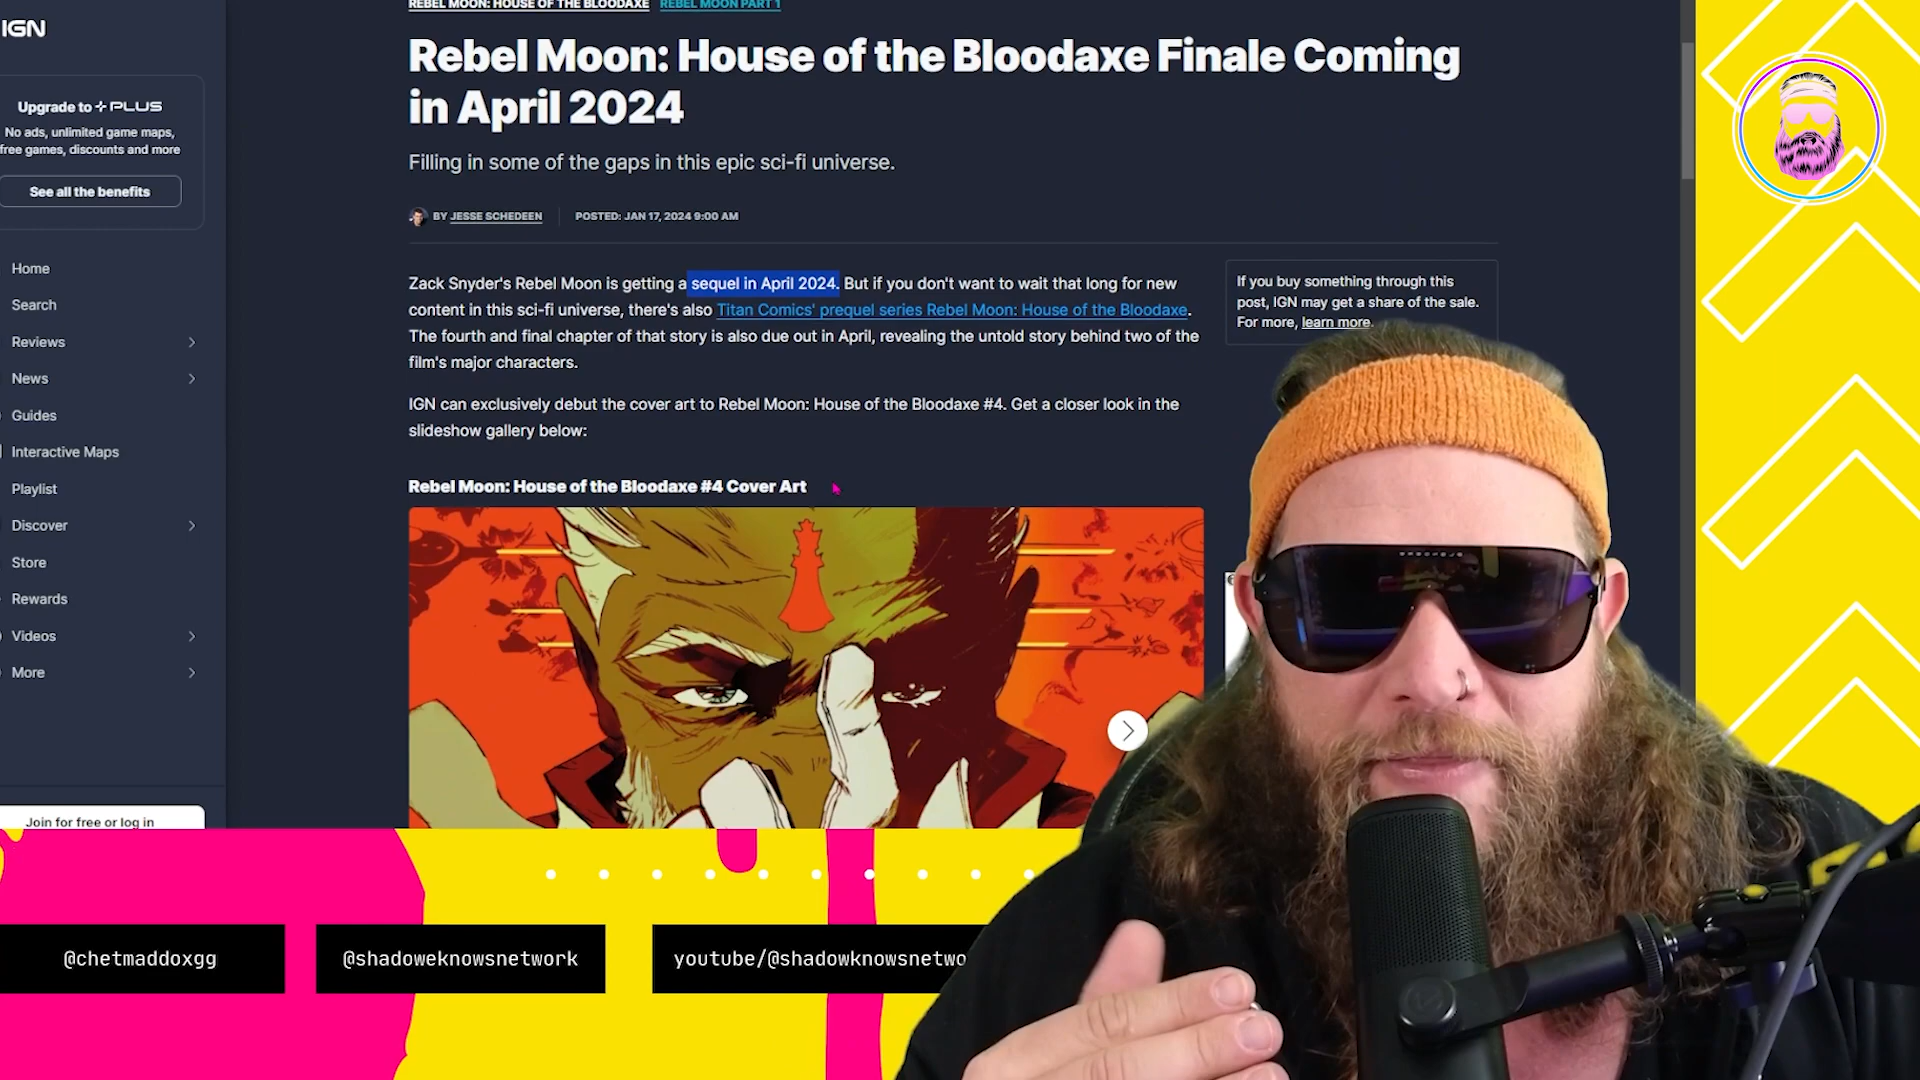 IGN
REBEL MOON: HOUSE OF THE BLOODAXE REBEL MOON PART 1
Rebel Moon: House of the Bloodaxe Finale Coming
in April 2024
Filling in some of the gaps in this epic sci-fi universe.
BY JESSE SCHEDEEN POSTED: JAN 17, 2024 9:00 AM
Upgrade to +PLUS
No ads, unlimited game maps,
free games, discounts and more
See all the benefits
Home
Search
Reviews
News
Guides
Interactive Maps
Playlist
Discover
Store
Rewards
Videos
More
Join for free or log in
Zack Snyder's Rebel Moon is getting a sequel in April 2024. But if you don't want to wait that long for new
content in this sci-fi universe, there's also Titan Comics' prequel series Rebel Moon: House of the Bloodaxe.
The fourth and final chapter of that story is also due out in April, revealing the untold story behind two of the
film's major characters.
IGN can exclusively debut the cover art to Rebel Moon: House of the Bloodaxe #4. Get a closer look in the
slideshow gallery below:
Rebel Moon: House of the Bloodaxe #4 Cover Art
If you buy something through this
post, IGN may get a share of the sale.
For more, learn more.
@chetmaddoxgg
@shadoweknowsnetwork
youtube/@shadowknowsnetwo